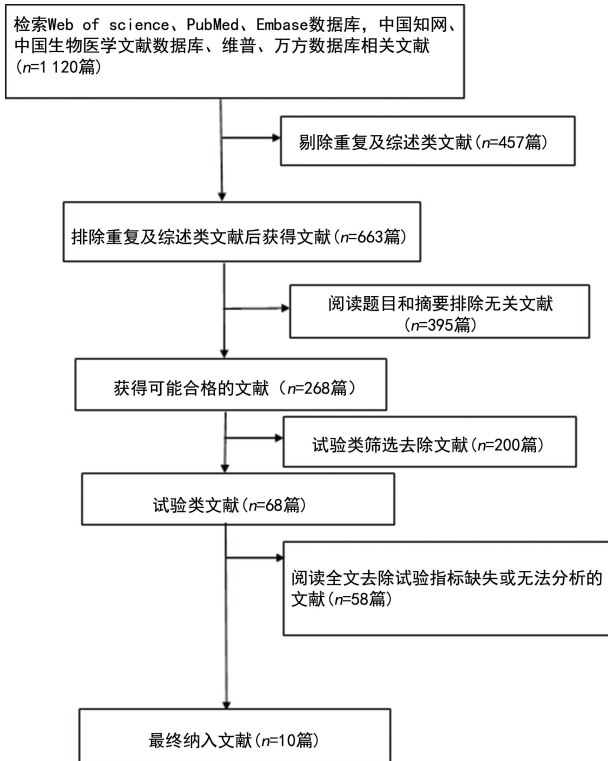 检索Web of science、PubMed、Embase数据库，中国知网、
中国生物医学文献数据库、维普、万方数据库相关文献
(n=1 120篇)
剔除重复及综述类文献(n=457篇)
排除重复及综述类文献后获得文献(n=663篇)
阅读题目和摘要排除无关文献
(n=395篇)
获得可能合格的文献（n=268篇）
试验类筛选去除文献(n=200篇)
试验类文献(n=68篇)
阅读全文去除试验指标缺失或无法分析的
文献(n=58篇)
最终纳入文献(n=10篇)